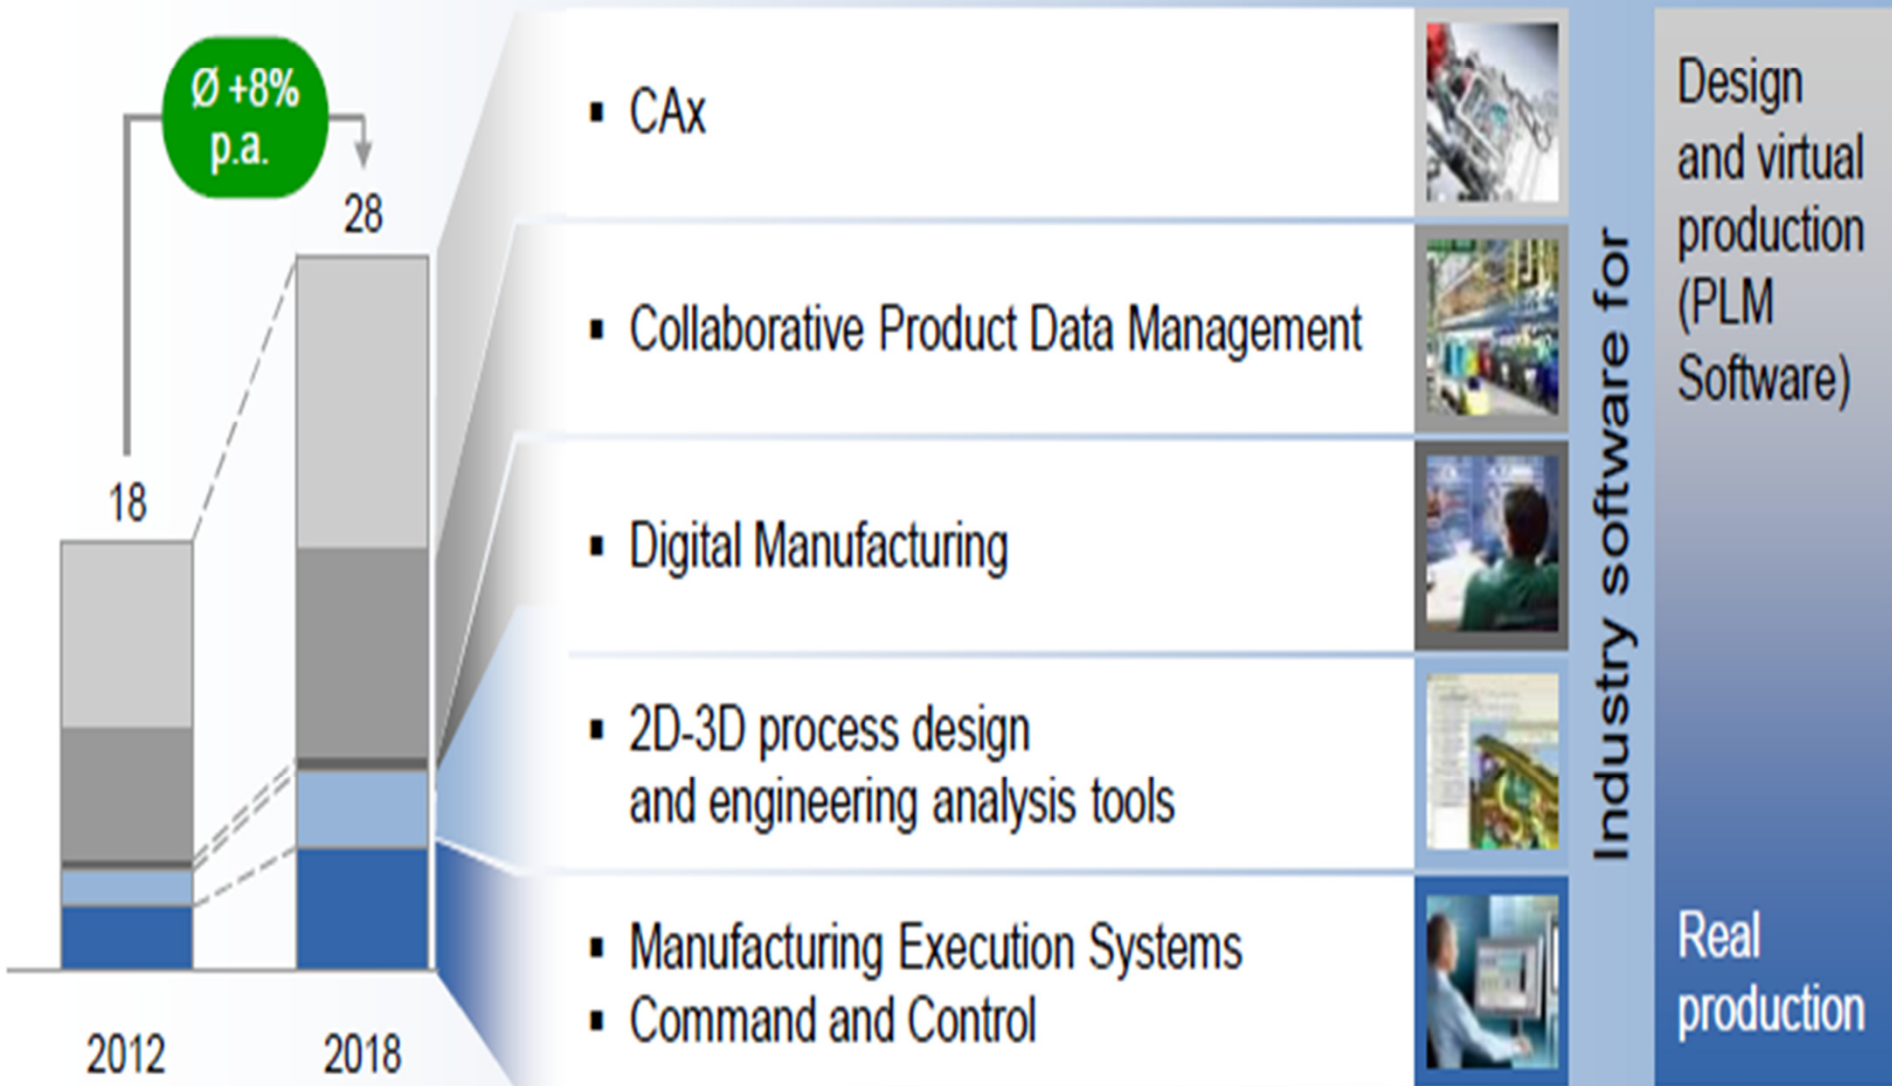 Ø +8%
p.a.
28
18
2012
2018
▪ CAx
▪ Collaborative Product Data Management
▪ Digital Manufacturing
▪ 2D-3D process design
and engineering analysis tools
▪ Manufacturing Execution Systems
▪ Command and Control
Industry software for
Design
and virtual
production
(PLM
Software)
Real
production